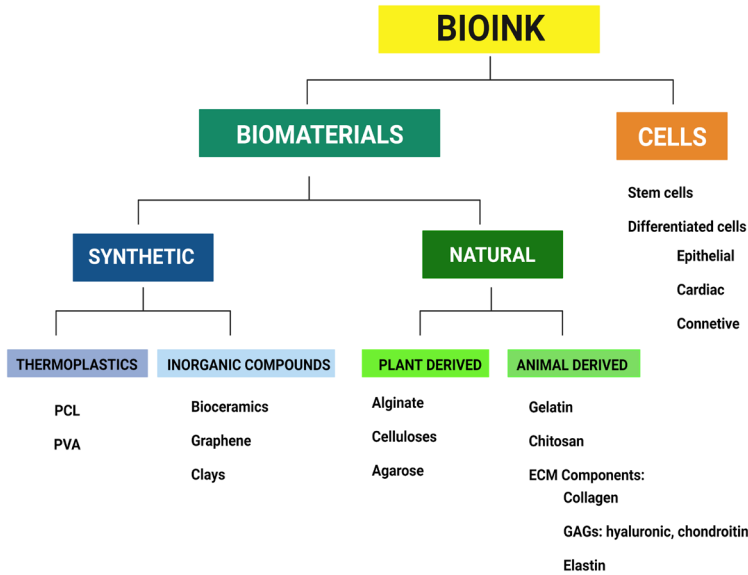 BIOINK
BIOMATERIALS
CELLS
Stem cells
Differentiated cells
Epithelial
Cardiac
Connetive
SYNTHETIC
NATURAL
THERMOPLASTICS
PCL
PVA
INORGANIC COMPOUNDS
Bioceramics
Graphene
Clays
PLANT DERIVED
Alginate
Celluloses
Agarose
ANIMAL DERIVED
Gelatin
Chitosan
ECM Components:
Collagen
GAGs: hyaluronic, chondroitin
Elastin